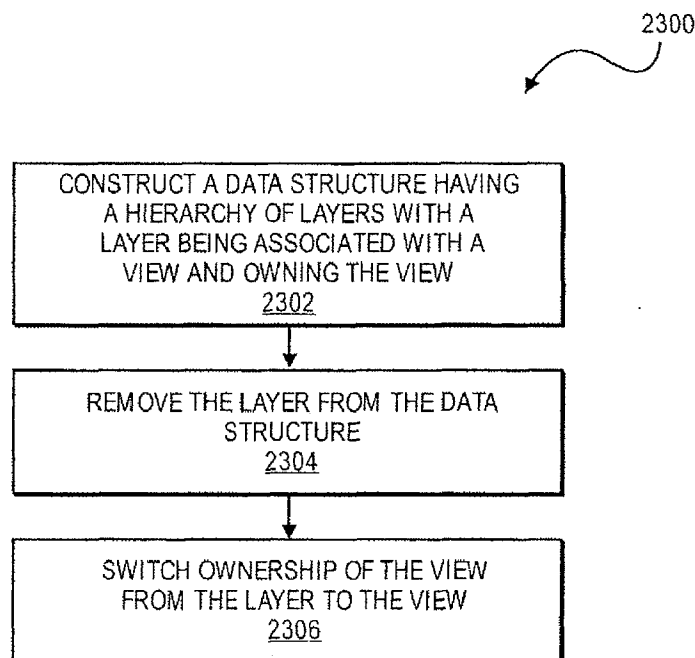 2300
CONSTRUCT A DATA STRUCTURE HAVING
A HIERARCHY OF LAYERS WITH A
LAYER BEING ASSOCIATED WITH A
VIEW AND OWNING THE VIEW
2302
REMOVE THE LAYER FROM THE DATA
STRUCTURE
2304
SWITCH OWNERSHIP OF THE VIEW
FROM THE LAYER TO THE VIEW
2306